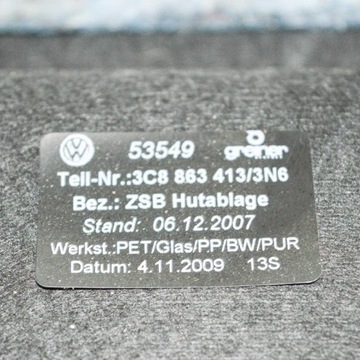 53549 greiner
Teil-Nr.:3C8 863 413/3N6
Bez.: ZSB Hutablage
Stand: 06.12.2007
Werkst.:PET/Glas/PP/BW/PUR
Datum: 4.11.2009 13S